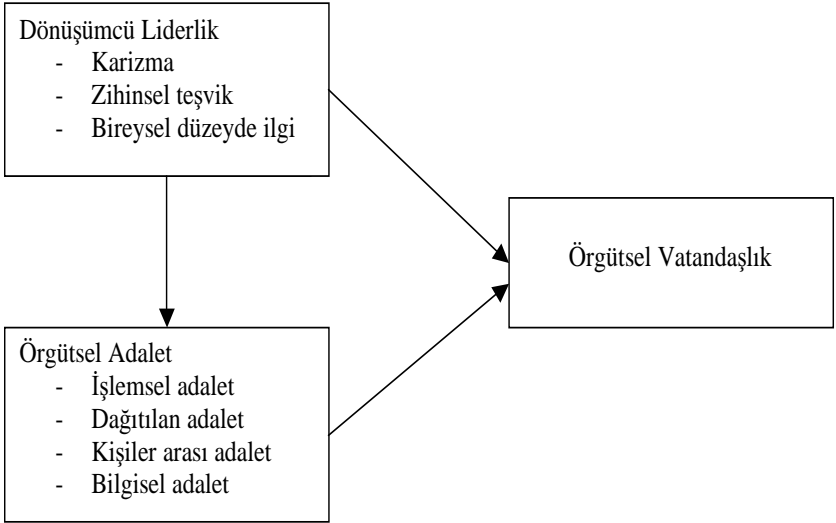 Dönüşümcü Liderlik
- Karizma
- Zihinsel teşvik
- Bireysel düzeyde ilgi
Örgütsel Vatandaşlık
Örgütsel Adalet
- İşlemsel adalet
- Dağıtılan adalet
- Kişiler arası adalet
- Bilgisel adalet